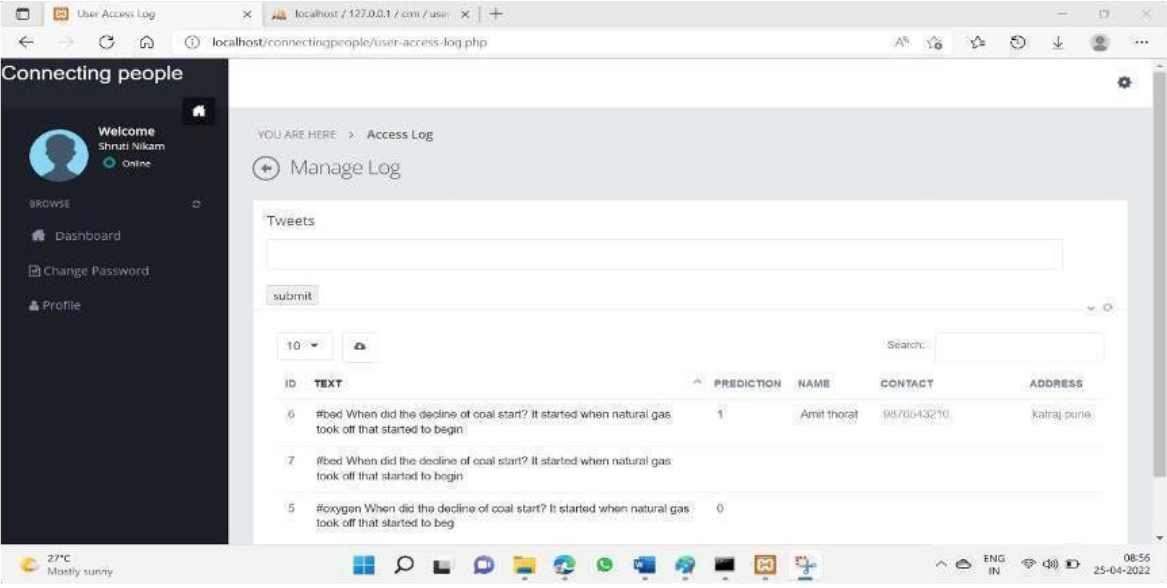 User Access Log
localhost / 127.0.0.1 / crm / user
localhost/connectingpeople/user-access-log.php
Connecting people
Welcome
Shruti Nikam
Online
BROWSE
Dashboard
Change Password
Profile
YOU ARE HERE > Access Log
Manage Log
Tweets
submit
10
Search:
ID TEXT PREDICTION NAME CONTACT ADDRESS
6 #bed When did the decline of coal start? It started when natural gas 1 Amit thorat 9876543210 katraj pune
took off that started to begin
7 #bed When did the decline of coal start? It started when natural gas
took off that started to begin
5 #oxygen When did the decline of coal start? It started when natural gas 0
took off that started to beg
27°C
Mostly sunny
ENG
IN
08:56
25-04-2022